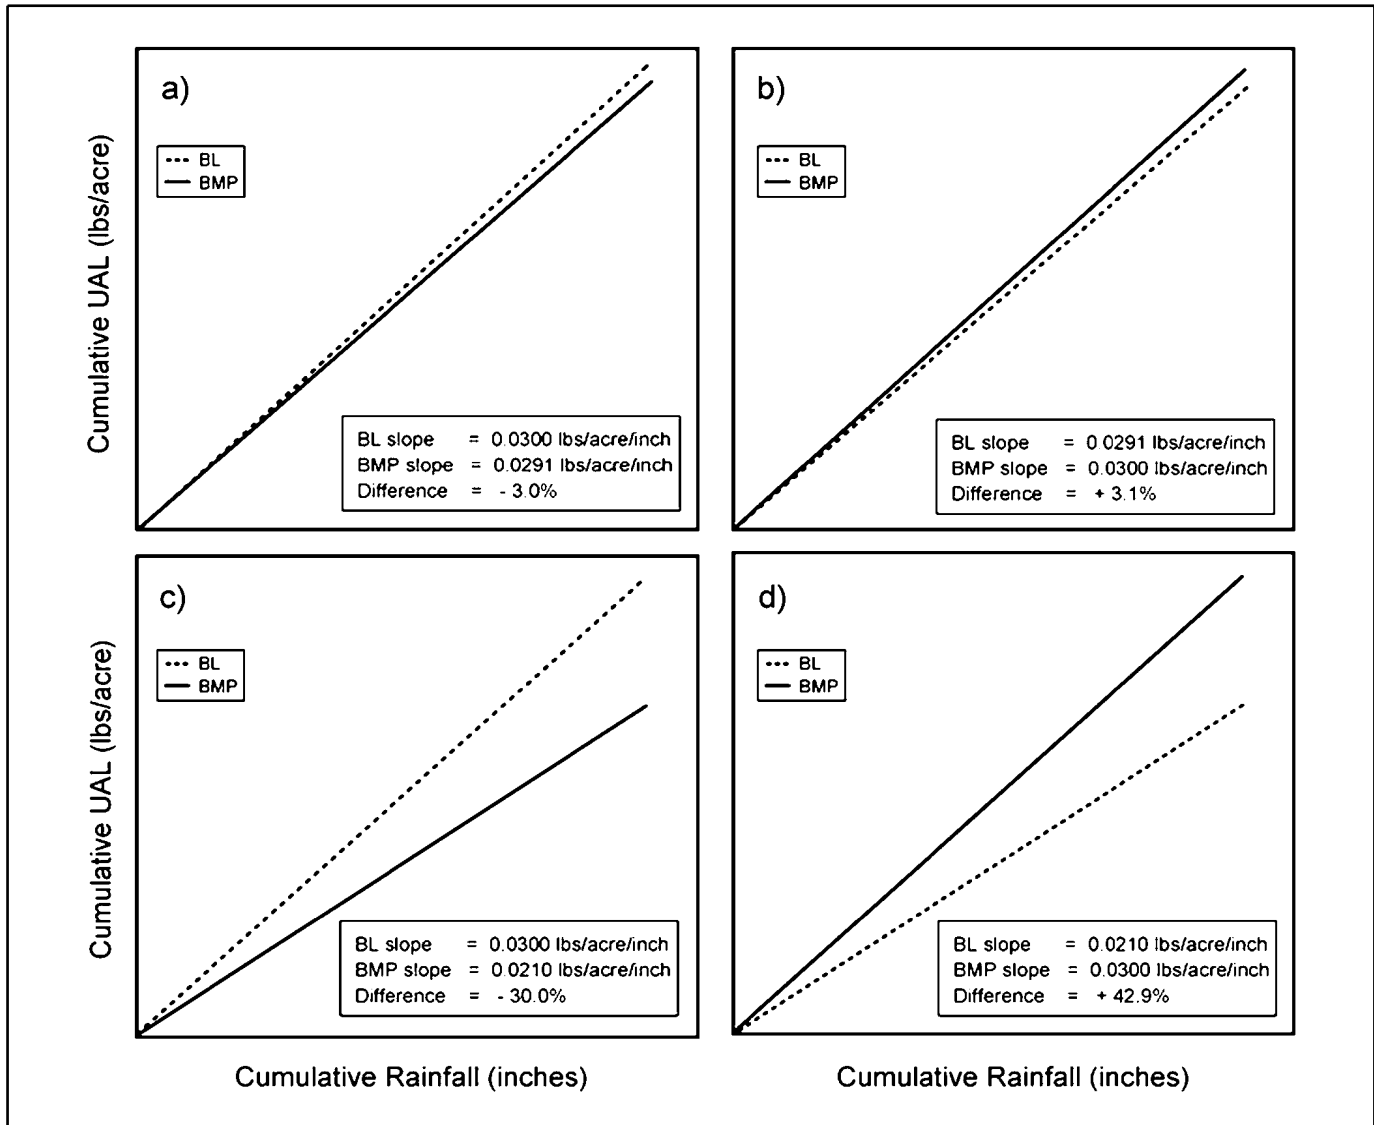 a)
BL
BMP
BL slope = 0.0300 lbs/acre/inch
BMP slope = 0.0291 lbs/acre/inch
Difference = - 3.0%
Cumulative UAL (lbs/acre)
b)
BL
BMP
BL slope = 0.0291 lbs/acre/inch
BMP slope = 0.0300 lbs/acre/inch
Difference = + 3.1%
c)
BL
BMP
BL slope = 0.0300 lbs/acre/inch
BMP slope = 0.0210 lbs/acre/inch
Difference = - 30.0%
Cumulative UAL (lbs/acre)
Cumulative Rainfall (inches)
d)
BL
BMP
BL slope = 0.0210 lbs/acre/inch
BMP slope = 0.0300 lbs/acre/inch
Difference = + 42.9%
Cumulative Rainfall (inches)